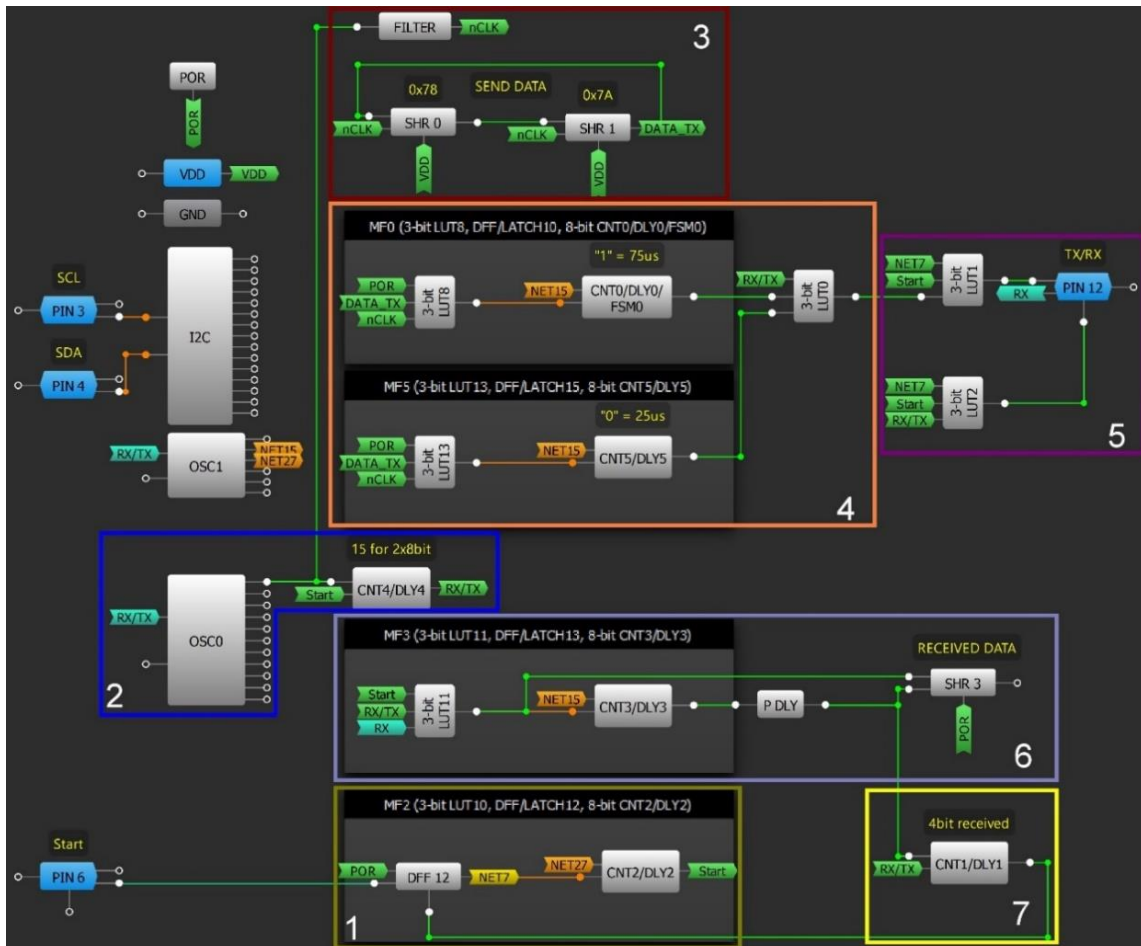 FILTER
nCLK
3
POR
POR
0x78
SEND DATA
0x7A
nCLK
SHR 0
nCLK
SHR 1
DATA_TX
VDD
VDD
VDD
VDD
GND
MF0 (3-bit LUT8, DFF/LATCH10, 8-bit CNT0/DLY0/FSM0)
"1" = 75us
POR
DATA_TX
nCLK
3-bit
LUT8
NET15
CNT0/DLY0/
FSM0
RX/TX
3-bit
LUT0
MF5 (3-bit LUT13, DFF/LATCH15, 8-bit CNT5/DLY5)
"0" = 25us
POR
DATA_TX
nCLK
3-bit
LUT13
NET15
CNT5/DLY5
4
NET7
Start
3-bit
LUT1
TX/RX
RX
PIN 12
NET7
Start
RX/TX
3-bit
LUT2
5
SCL
PIN 3
I2C
SDA
PIN 4
RX/TX
OSC1
NET15
NET27
15 for 2x8bit
Start
CNT4/DLY4
RX/TX
RX/TX
OSC0
2
MF3 (3-bit LUT11, DFF/LATCH13, 8-bit CNT3/DLY3)
RECEIVED DATA
Start
RX/TX
RX
3-bit
LUT11
NET15
CNT3/DLY3
P DLY
SHR 3
POR
6
MF2 (3-bit LUT10, DFF/LATCH12, 8-bit CNT2/DLY2)
Start
PIN 6
POR
DFF 12
NET7
NET27
CNT2/DLY2
Start
1
4bit received
RX/TX
CNT1/DLY1
7